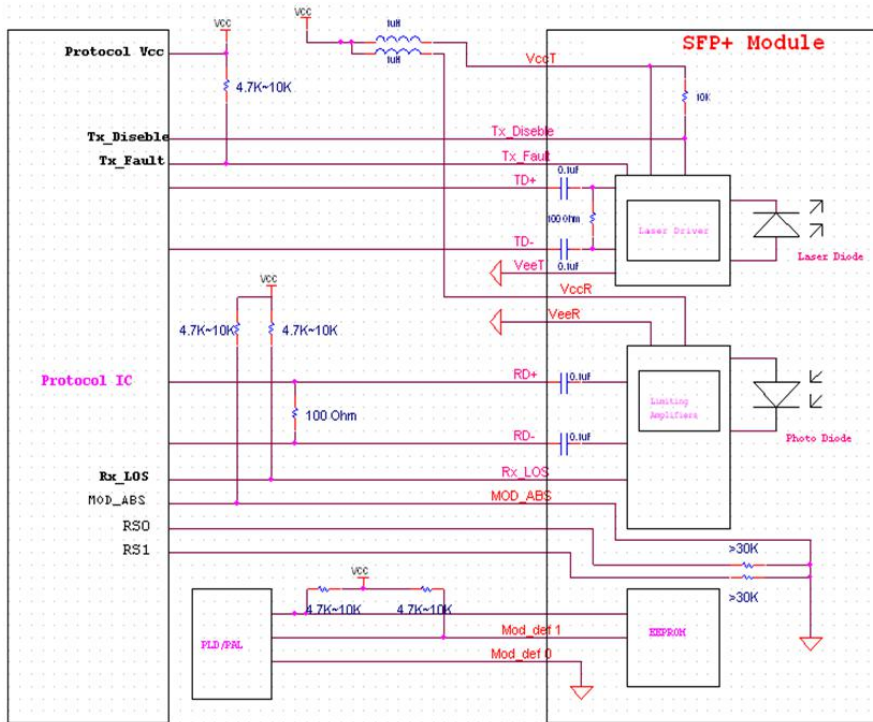 VCC
VCC
1uH
1uH
SFP+ Module
Protocol Vcc
VccT
4.7K~10K
10K
Tx_Diseble
Tx_Diseble
Tx_Fault
Tx_Fault
0.1uF
TD+
100 Ohm
Laser Driver
TD-
VeeT
0.1uF
Laser Diode
VCC
VccR
VeeR
4.7K~10K
4.7K~10K
Protocol IC
RD+
0.1uF
Limiting
Amplifiers
100 Ohm
RD-
0.1uF
Photo Diode
Rx_LOS
Rx_LOS
MOD_ABS
MOD_ABS
RS0
RS1
>30K
VCC
4.7K~10K
4.7K~10K
>30K
PLD/PAL
Mod_def 1
EEPROM
Mod_def 0